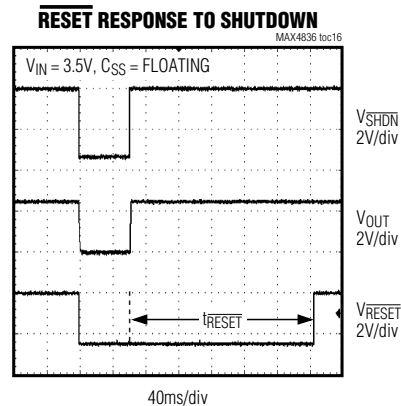 RESET RESPONSE TO SHUTDOWN
MAX4836 toc16
VIN = 3.5V, CSS = FLOATING
VSHDN
2V/div
VOUT
2V/div
tRESET
VRESET
2V/div
40ms/div